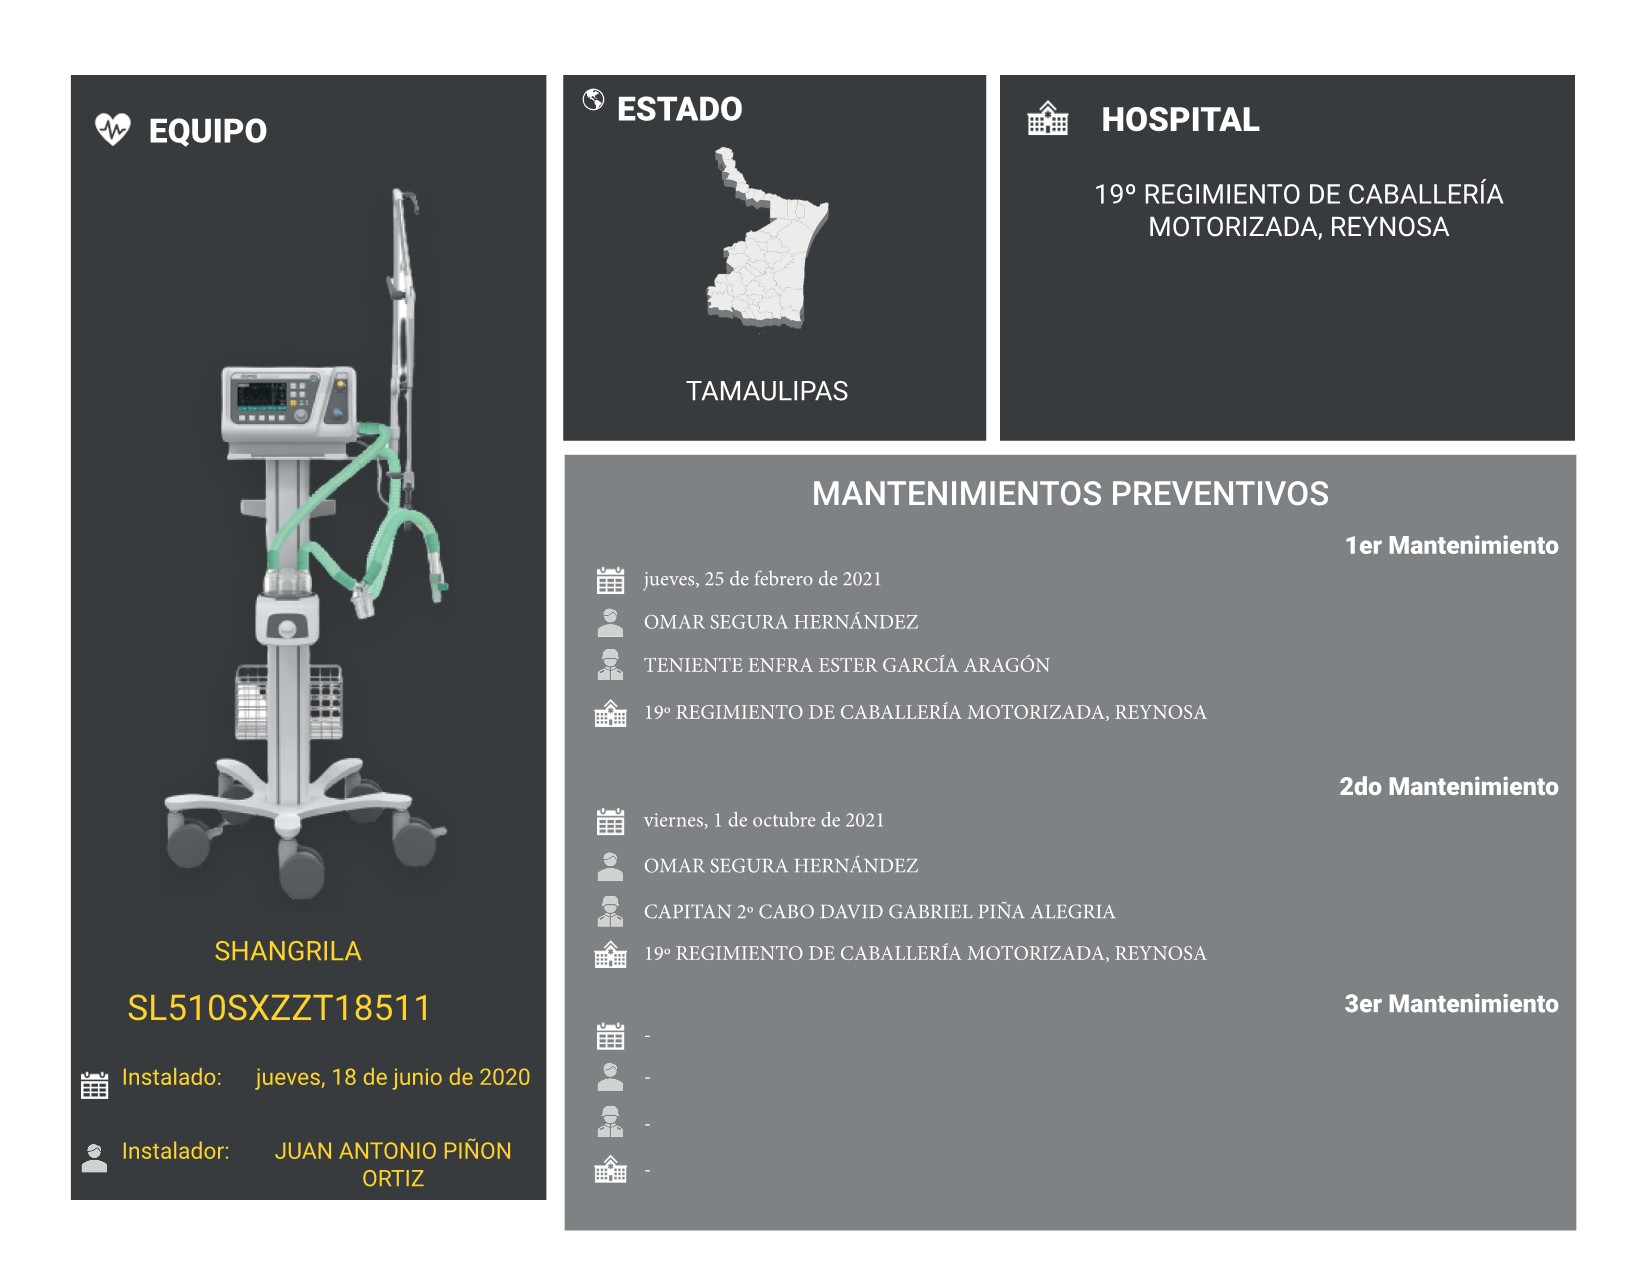 EQUIPO
SHANGRILA
SL510SXZZT18511
Instalado: jueves, 18 de junio de 2020
Instalador: JUAN ANTONIO PIÑON
ORTIZ
ESTADO
TAMAULIPAS
HOSPITAL
19º REGIMIENTO DE CABALLERÍA
MOTORIZADA, REYNOSA
MANTENIMIENTOS PREVENTIVOS
1er Mantenimiento
jueves, 25 de febrero de 2021
OMAR SEGURA HERNÁNDEZ
TENIENTE ENFRA ESTER GARCÍA ARAGÓN
19º REGIMIENTO DE CABALLERÍA MOTORIZADA, REYNOSA
2do Mantenimiento
viernes, 1 de octubre de 2021
OMAR SEGURA HERNÁNDEZ
CAPITAN 2º CABO DAVID GABRIEL PIÑA ALEGRIA
19º REGIMIENTO DE CABALLERÍA MOTORIZADA, REYNOSA
3er Mantenimiento
-
-
-
-